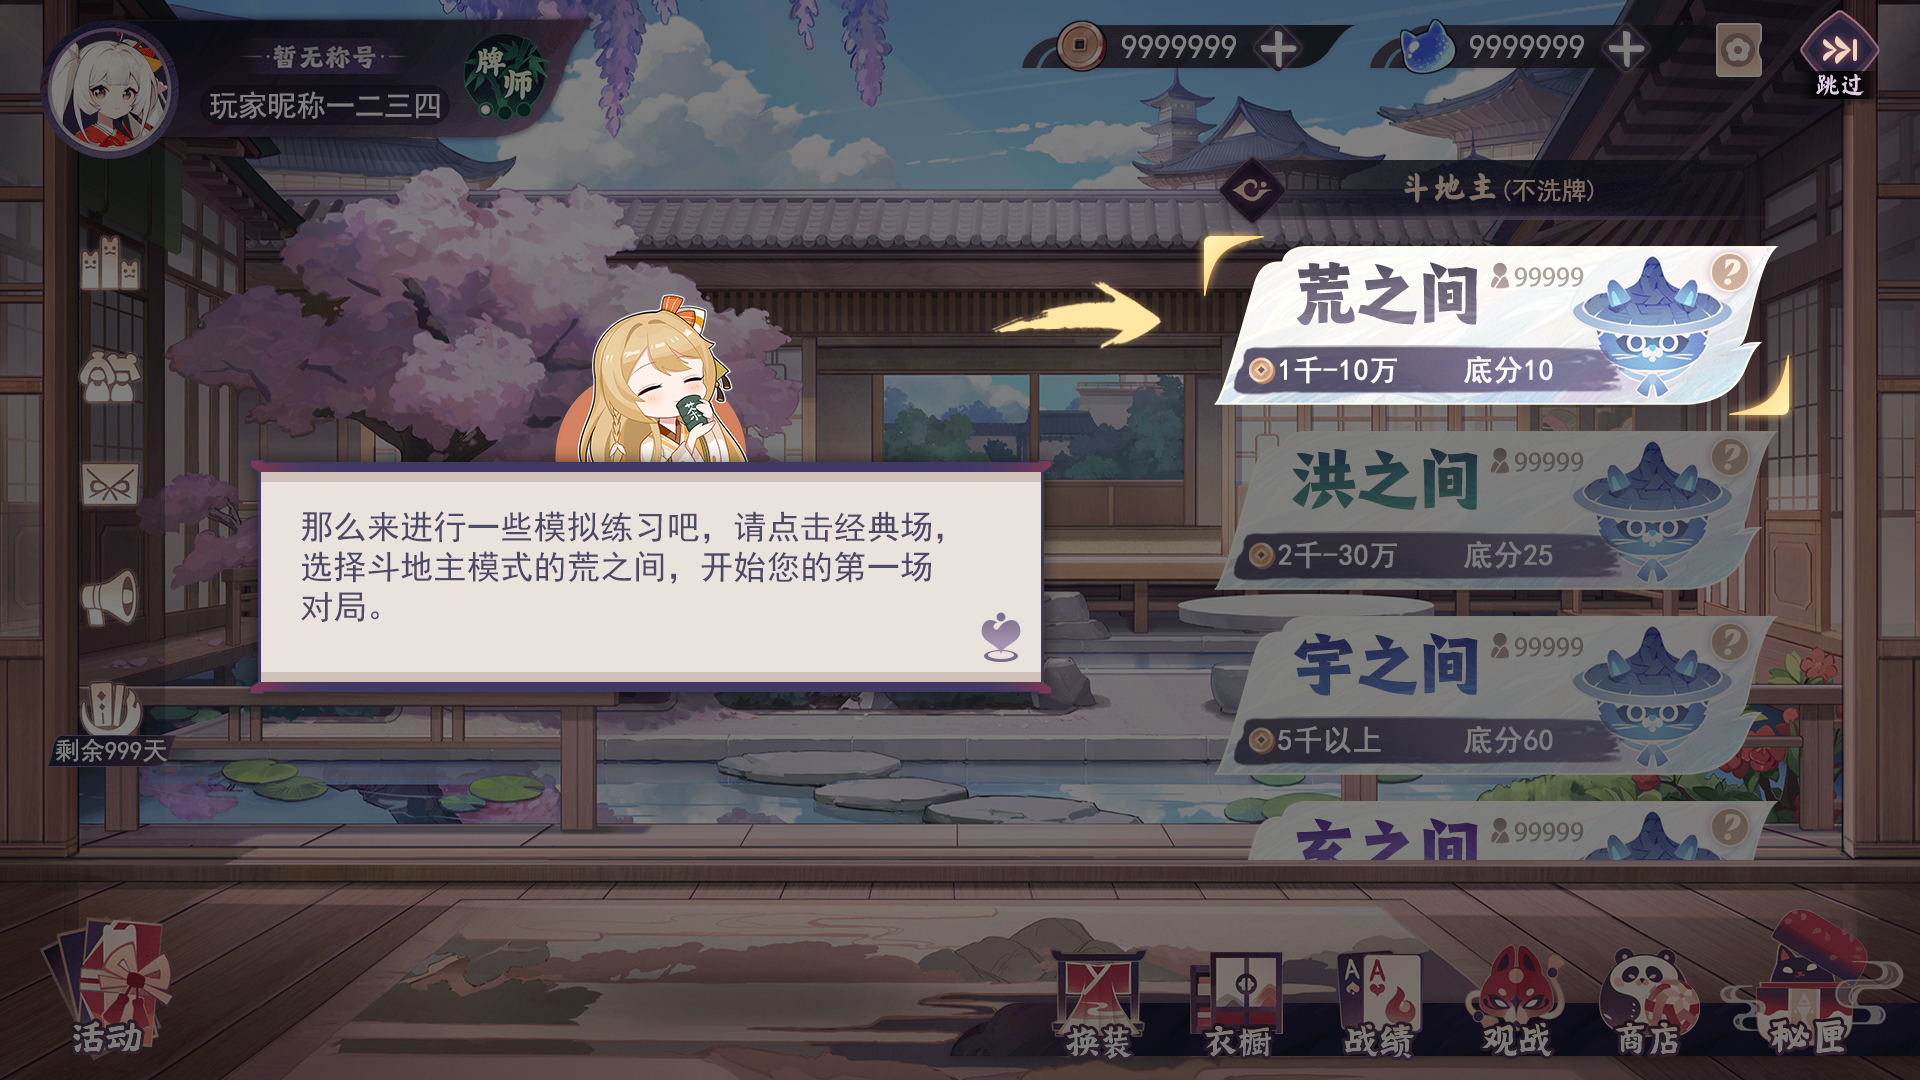 暂无称号
玩家昵称一二三四
牌师
9999999
9999999
跳过
斗地主(不洗牌)
荒之间
99999
1千-10万 底分10
洪之间
99999
2千-30万 底分25
宇之间
99999
5千以上 底分60
玄之间
99999
茶
那么来进行一些模拟练习吧，请点击经典场，
选择斗地主模式的荒之间，开始您的第一场
对局。
剩余999天
活动
换装
衣橱
A A
战绩
观战
商店
秘匣